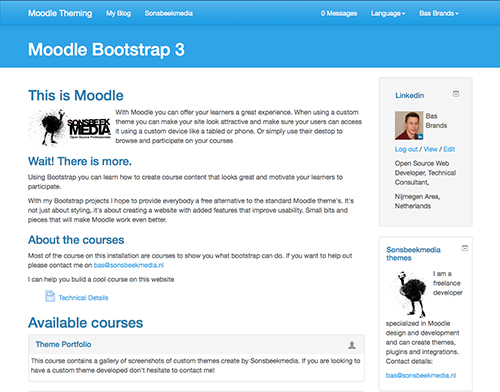 Moodle Theming My Blog Sonsbeekmedia 0 Messages Language Bas Brands
Moodle Bootstrap 3
This is Moodle
SONSBEEK
MEDIA
Open Source Professionals
With Moodle you can offer your learners a great experience. When using a custom
theme you can make your site look attractive and make sure your users can access
it using a custom device like a tabled or phone. Or simply use their destop to
browse and participate on your courses
Wait! There is more.
Using Bootstrap you can learn how to create course content that looks great and motivate your learners to
participate.
With my Bootstrap projects I hope to provide everybody a free alternative to the standard Moodle theme's. It's
not just about styling, it's about creating a website with added features that improve usability. Small bits and
pieces that will make Moodle work even better.
About the courses
Most of the course on this installation are courses to show you what bootstrap can do. If you want to help out
please contact me on bas@sonsbeekmedia.nl
I can help you build a cool course on this website
Technical Details
Available courses
Theme Portfolio
This course contains a gallery of screenshots of custom themes create by Sonsbeekmedia. If you are looking to
have a custom theme developed don't hesitate to contact me!
Linkedin
Bas
Brands
in
Log out / View / Edit
Open Source Web
Developer, Technical
Consultant,
Nijmegen Area,
Netherlands
Sonsbeekmedia
themes
I am a
freelance
developer
specialized in Moodle
design and development
and can create themes,
plugins and integrations.
Contact details:
bas@sonsbeekmedia.nl